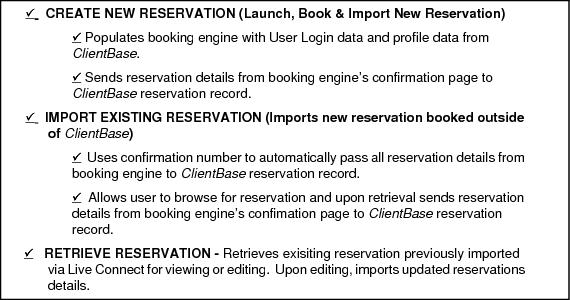 ✓ CREATE NEW RESERVATION (Launch, Book & Import New Reservation)
✓ Populates booking engine with User Login data and profile data from
ClientBase.
✓ Sends reservation details from booking engine's confirmation page to
ClientBase reservation record.
✓ IMPORT EXISTING RESERVATION (Imports new reservation booked outside
of ClientBase)
✓ Uses confirmation number to automatically pass all reservation details from
booking engine to ClientBase reservation record.
✓ Allows user to browse for reservation and upon retrieval sends reservation
details from booking engine's confimation page to ClientBase reservation
record.
✓ RETRIEVE RESERVATION - Retrieves exisiting reservation previously imported
via Live Connect for viewing or editing. Upon editing, imports updated reservations
details.